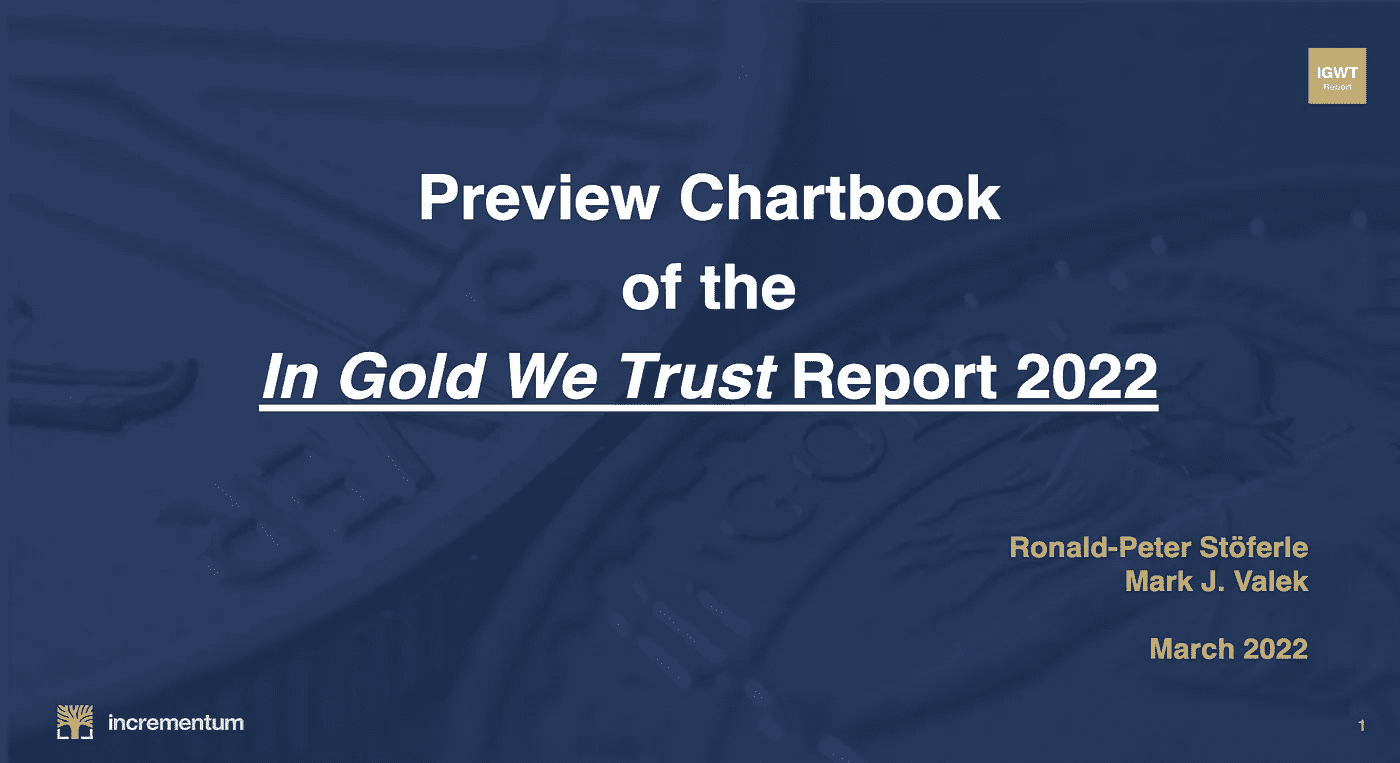 IGWT
Report
Preview Chartbook
of the
In Gold We Trust Report 2022
Ronald-Peter Stöferle
Mark J. Valek
March 2022
incrementum
1